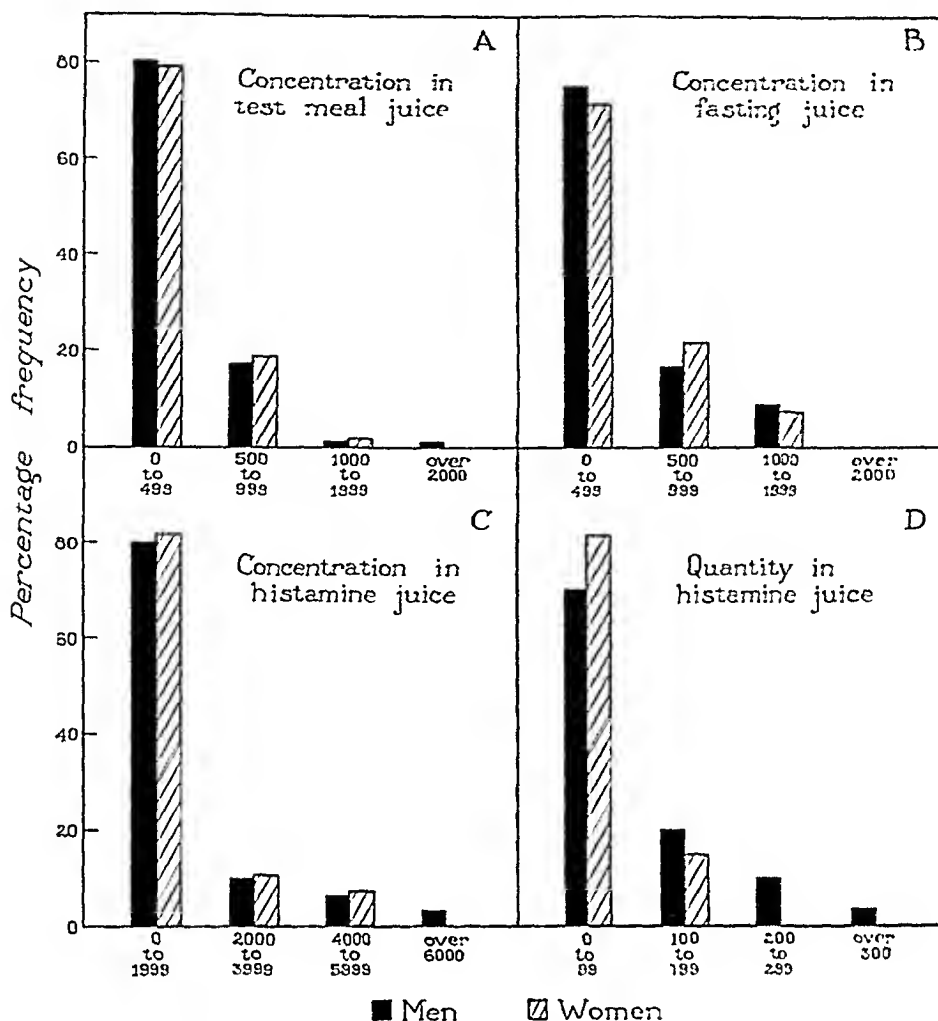 Percentage frequency
A
Concentration in
test meal juice
80
60
40
20
0
0
to
499
500
to
999
1000
to
1999
over
2000
B
Concentration in
fasting juice
0
to
499
500
to
999
1000
to
1999
over
2000
C
Concentration in
histamine juice
80
60
40
20
0
0
to
1999
2000
to
3999
4000
to
5999
over
6000
D
Quantity in
histamine juice
0
to
99
100
to
199
200
to
299
over
300
Men
Women